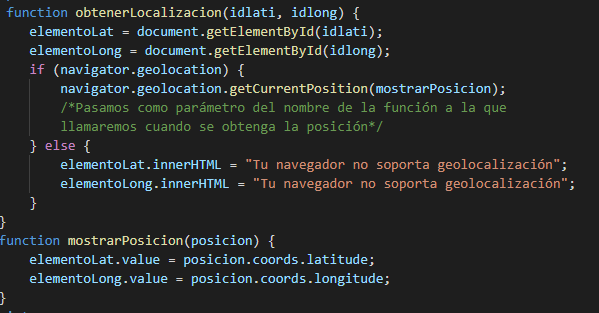 function obtenerLocalizacion(idlati, idlong) {
    elementoLat = document.getElementById(idlati);
    elementoLong = document.getElementById(idlong);
    if (navigator.geolocation) {
        navigator.geolocation.getCurrentPosition(mostrarPosicion);
        /*Pasamos como parámetro del nombre de la función a la que
        llamaremos cuando se obtenga la posición*/
    } else {
        elementoLat.innerHTML = "Tu navegador no soporta geolocalización";
        elementoLong.innerHTML = "Tu navegador no soporta geolocalización";
    }
}
function mostrarPosicion(posicion) {
    elementoLat.value = posicion.coords.latitude;
    elementoLong.value = posicion.coords.longitude;
}